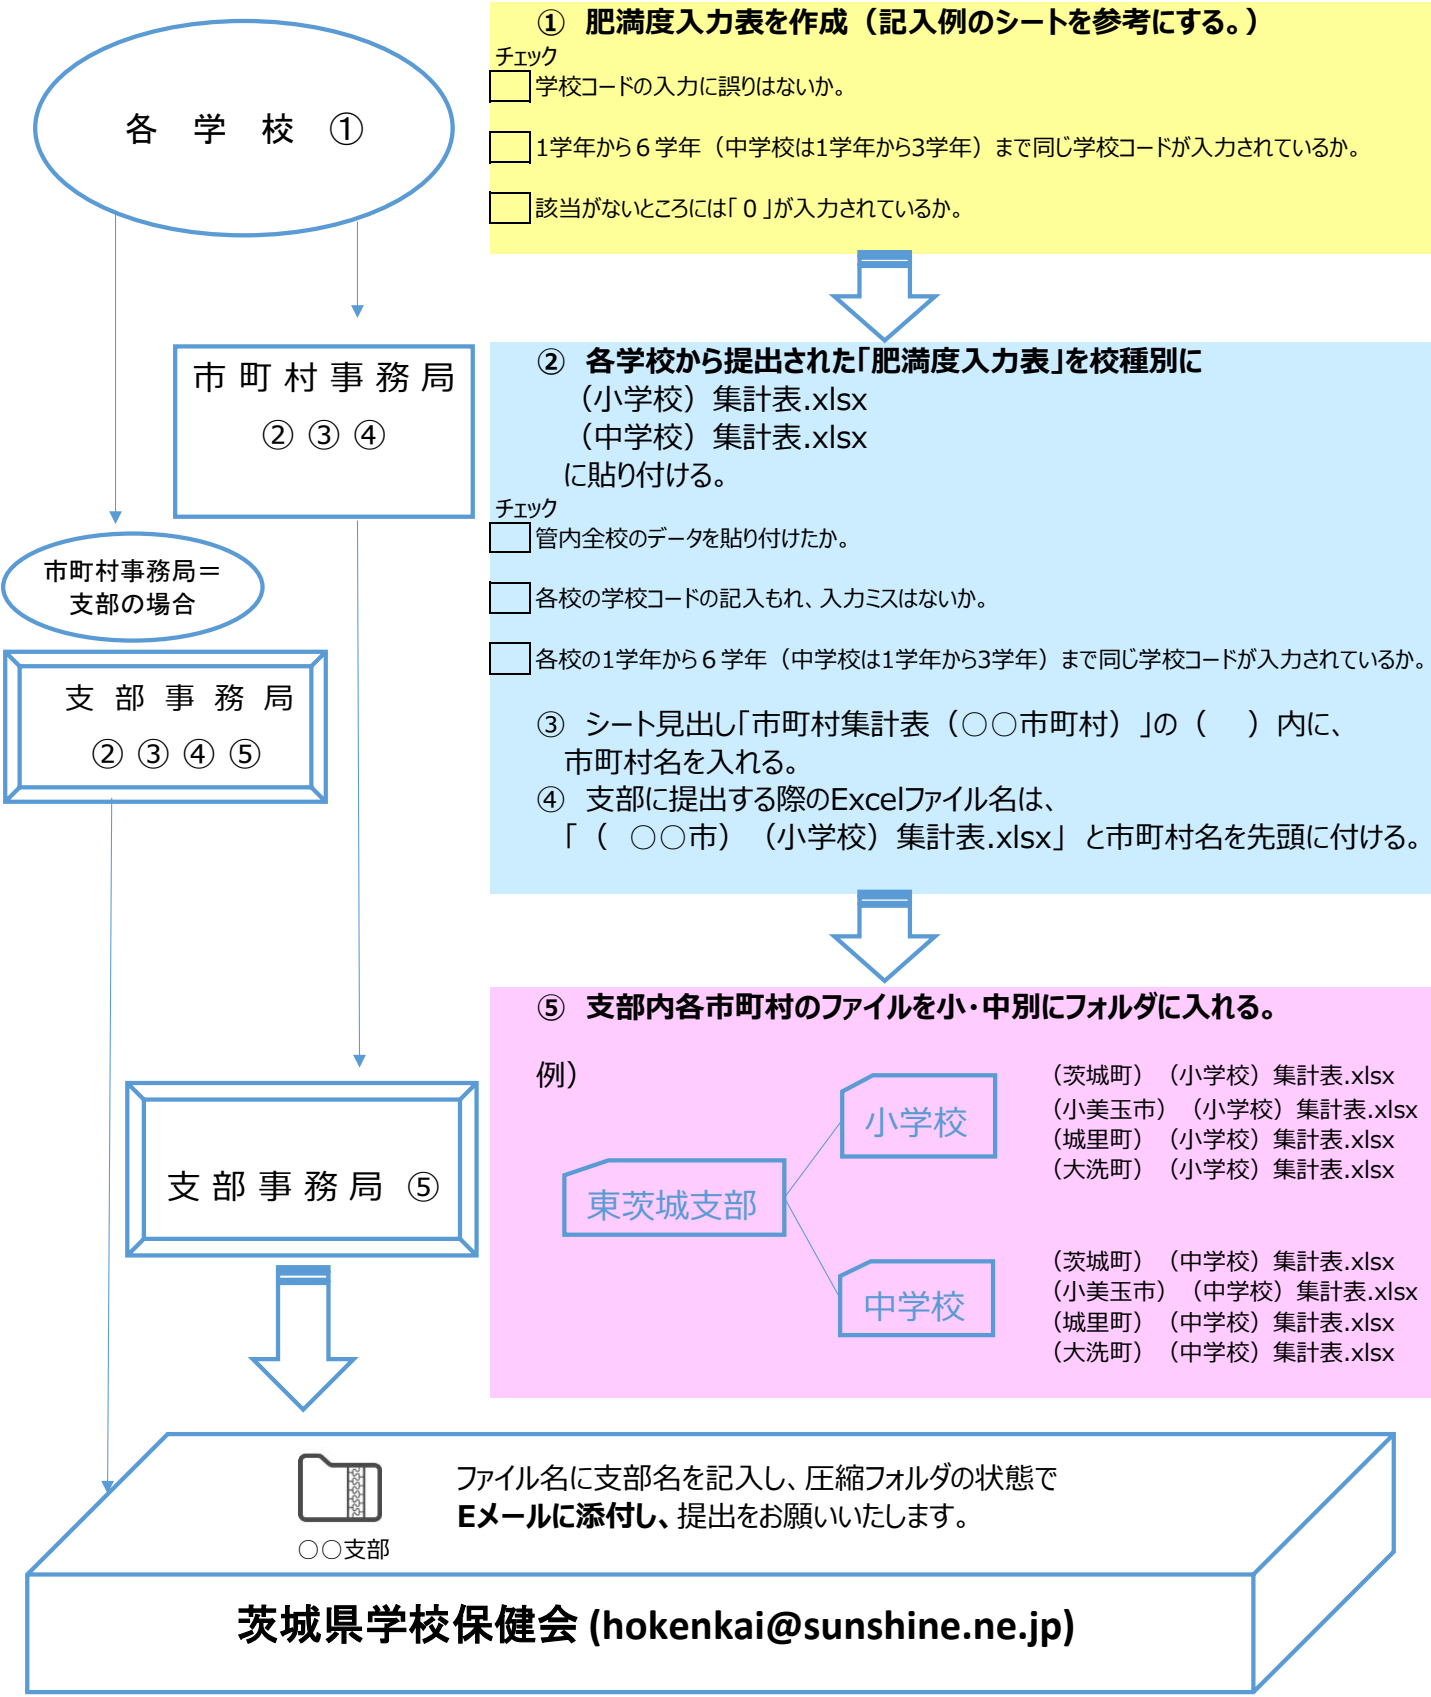 ① 肥満度入力表を作成（記入例のシートを参考にする。）
チェック
学校コードの入力に誤りはないか。
1学年から６学年（中学校は1学年から3学年）まで同じ学校コードが入力されているか。
該当がないところには「０」が入力されているか。
各　学　校　①
市町村事務局
②③④
② 各学校から提出された「肥満度入力表」を校種別に
（小学校）集計表.xlsx
（中学校）集計表.xlsx
に貼り付ける。
チェック
管内全校のデータを貼り付けたか。
各校の学校コードの記入もれ、入力ミスはないか。
各校の1学年から６学年（中学校は1学年から3学年）まで同じ学校コードが入力されているか。
③ シート見出し「市町村集計表（○○市町村）」の（　）内に、
市町村名を入れる。
④ 支部に提出する際のExcelファイル名は、
「（ ○○市）（小学校）集計表.xlsx」と市町村名を先頭に付ける。
市町村事務局＝
支部の場合
支部事務局
②③④⑤
支部事務局 ⑤
⑤ 支部内各市町村のファイルを小・中別にフォルダに入れる。
例）
東茨城支部
小学校
（茨城町）（小学校）集計表.xlsx
（小美玉市）（小学校）集計表.xlsx
（城里町）（小学校）集計表.xlsx
（大洗町）（小学校）集計表.xlsx
中学校
（茨城町）（中学校）集計表.xlsx
（小美玉市）（中学校）集計表.xlsx
（城里町）（中学校）集計表.xlsx
（大洗町）（中学校）集計表.xlsx
○○支部
ファイル名に支部名を記入し、圧縮フォルダの状態で
Eメールに添付し、提出をお願いいたします。
茨城県学校保健会 (hokenkai@sunshine.ne.jp)